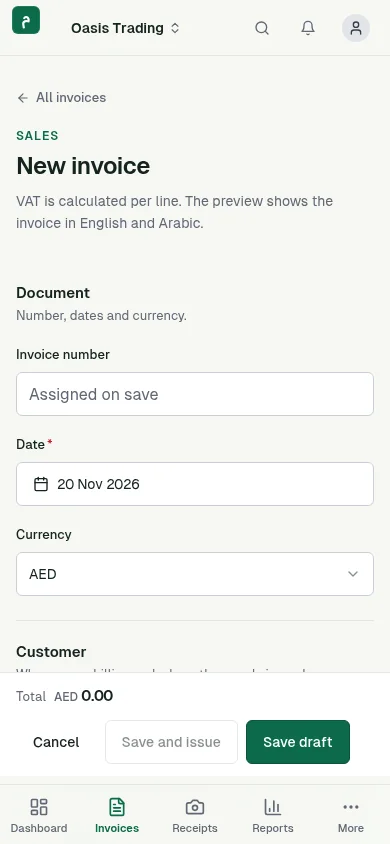 Oasis Trading
All invoices
SALES
New invoice
VAT is calculated per line. The preview shows the
invoice in English and Arabic.
Document
Number, dates and currency.
Invoice number
Assigned on save
Date*
20 Nov 2026
Currency
AED
Customer
Total AED 0.00
Cancel
Save and issue
Save draft
Dashboard
Invoices
Receipts
Reports
More